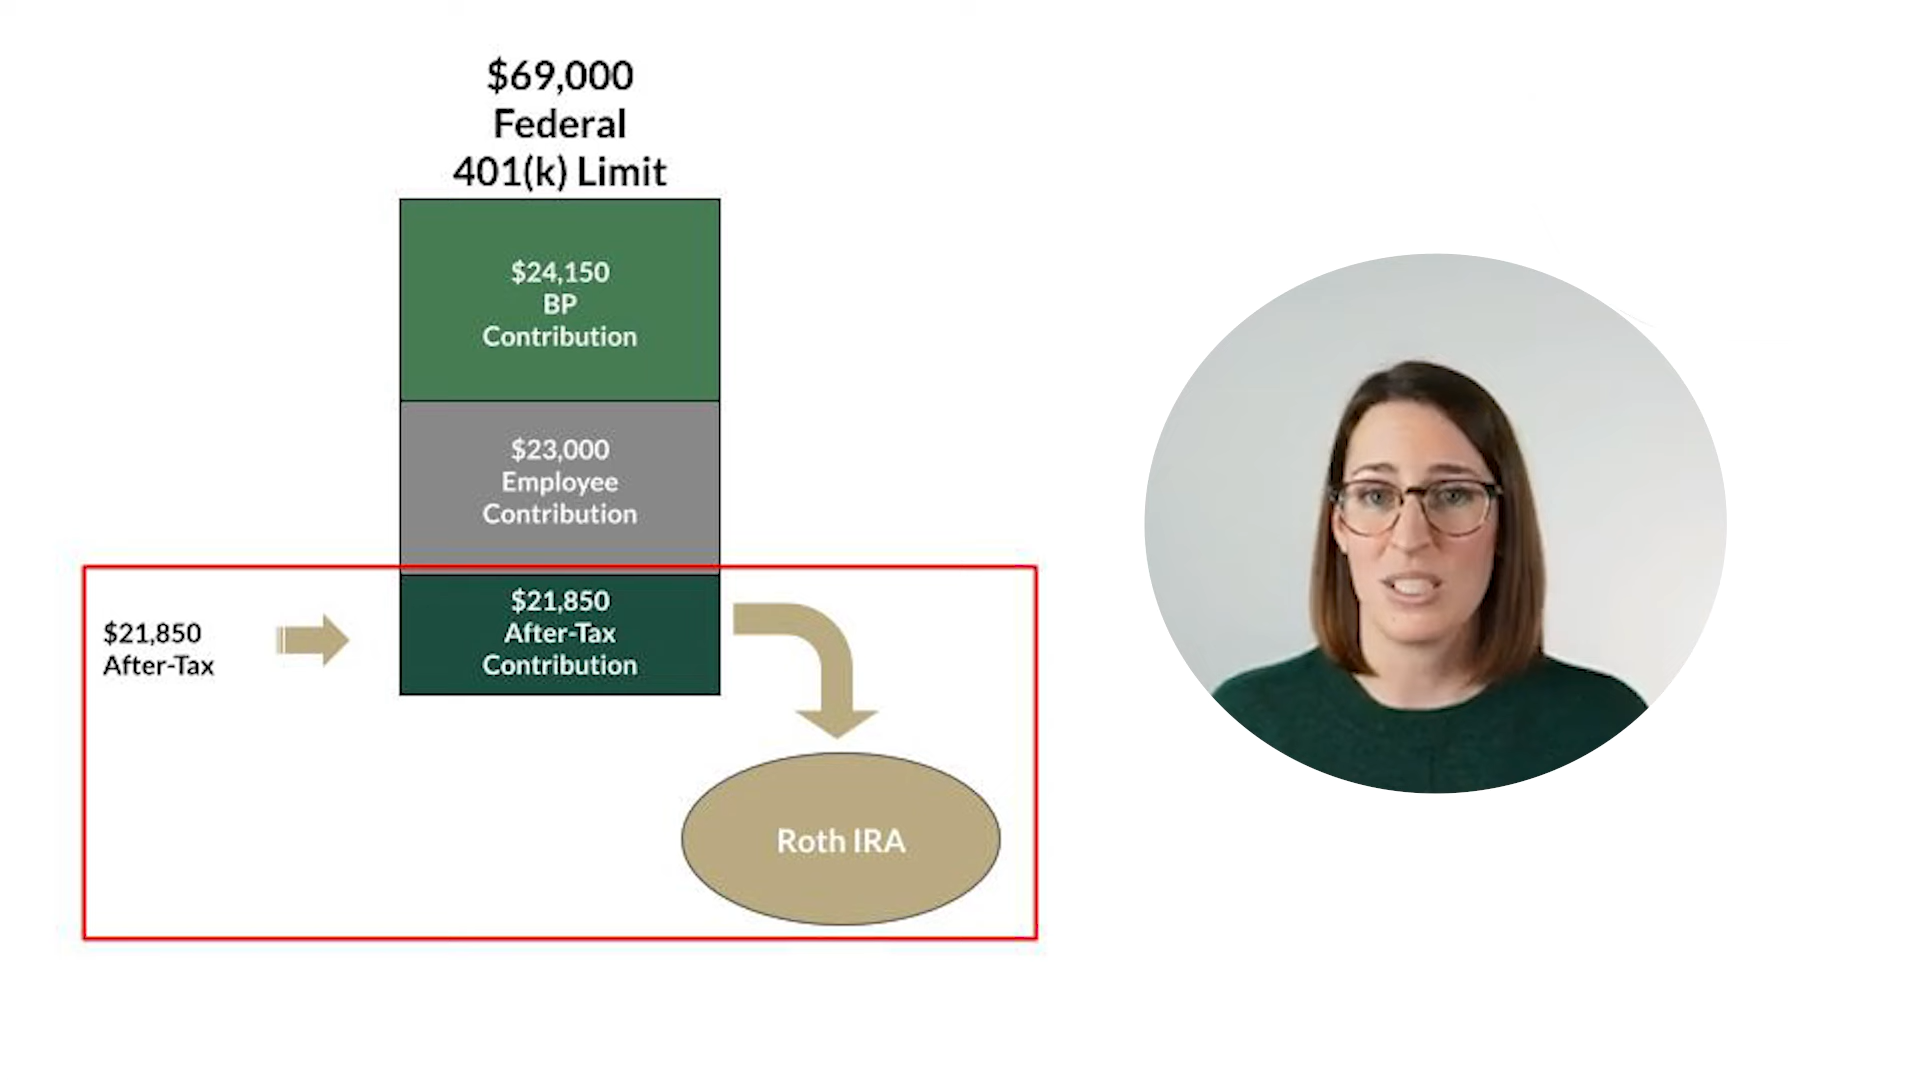 $69,000
Federal
401(k) Limit
$24,150
BP
Contribution
$23,000
Employee
Contribution
$21,850
After-Tax
$21,850
After-Tax
Contribution
Roth IRA